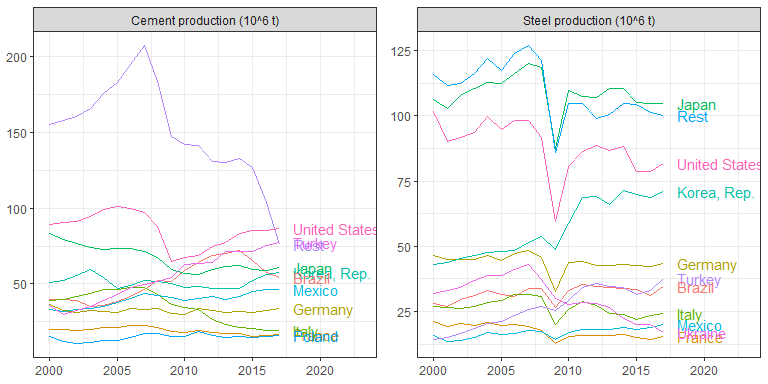 Cement production (10^6 t)
200
150
100
50
2000 2005 2010 2015 2020
United States
Turkey
Rest
Japan
Korea, Rep.
Brazil
Mexico
Germany
Italy
Poland
Steel production (10^6 t)
125
100
75
50
25
2000 2005 2010 2015 2020
Japan
Rest
United States
Korea, Rep.
Germany
Turkey
Brazil
Italy
Mexico
Ukraine
France